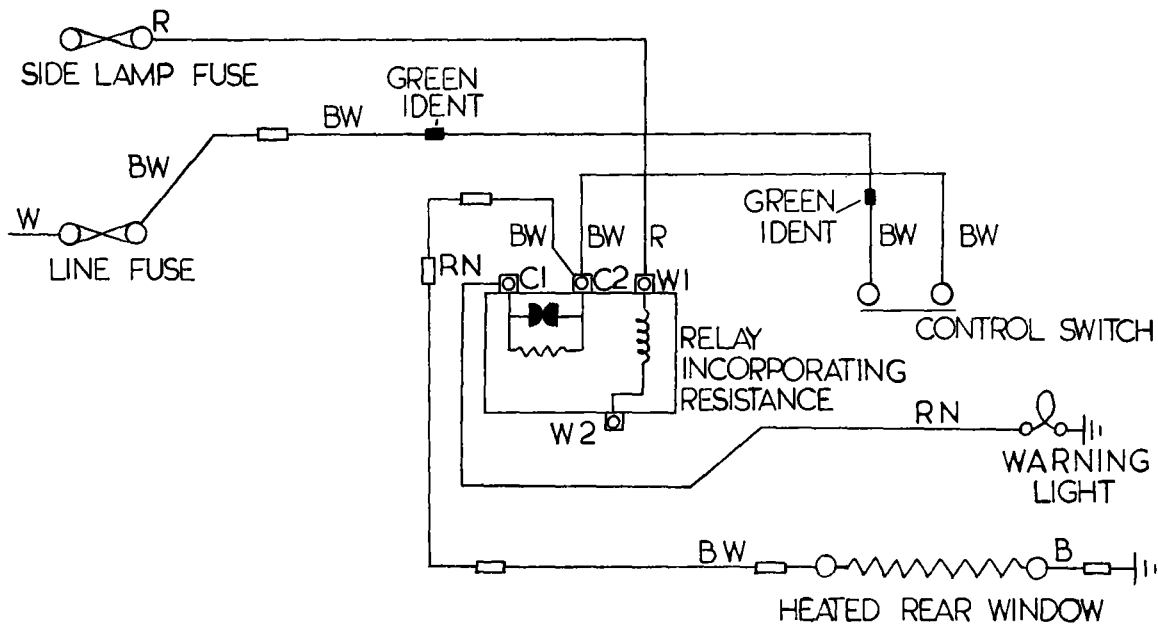 R
SIDE LAMP FUSE
GREEN
IDENT
BW
BW
W
LINE FUSE
GREEN
IDENT
BW
BW
R
BW
BW
RN
C1
C2
W1
CONTROL SWITCH
RELAY
INCORPORATING
RESISTANCE
W2
RN
WARNING
LIGHT
BW
B
HEATED REAR WINDOW